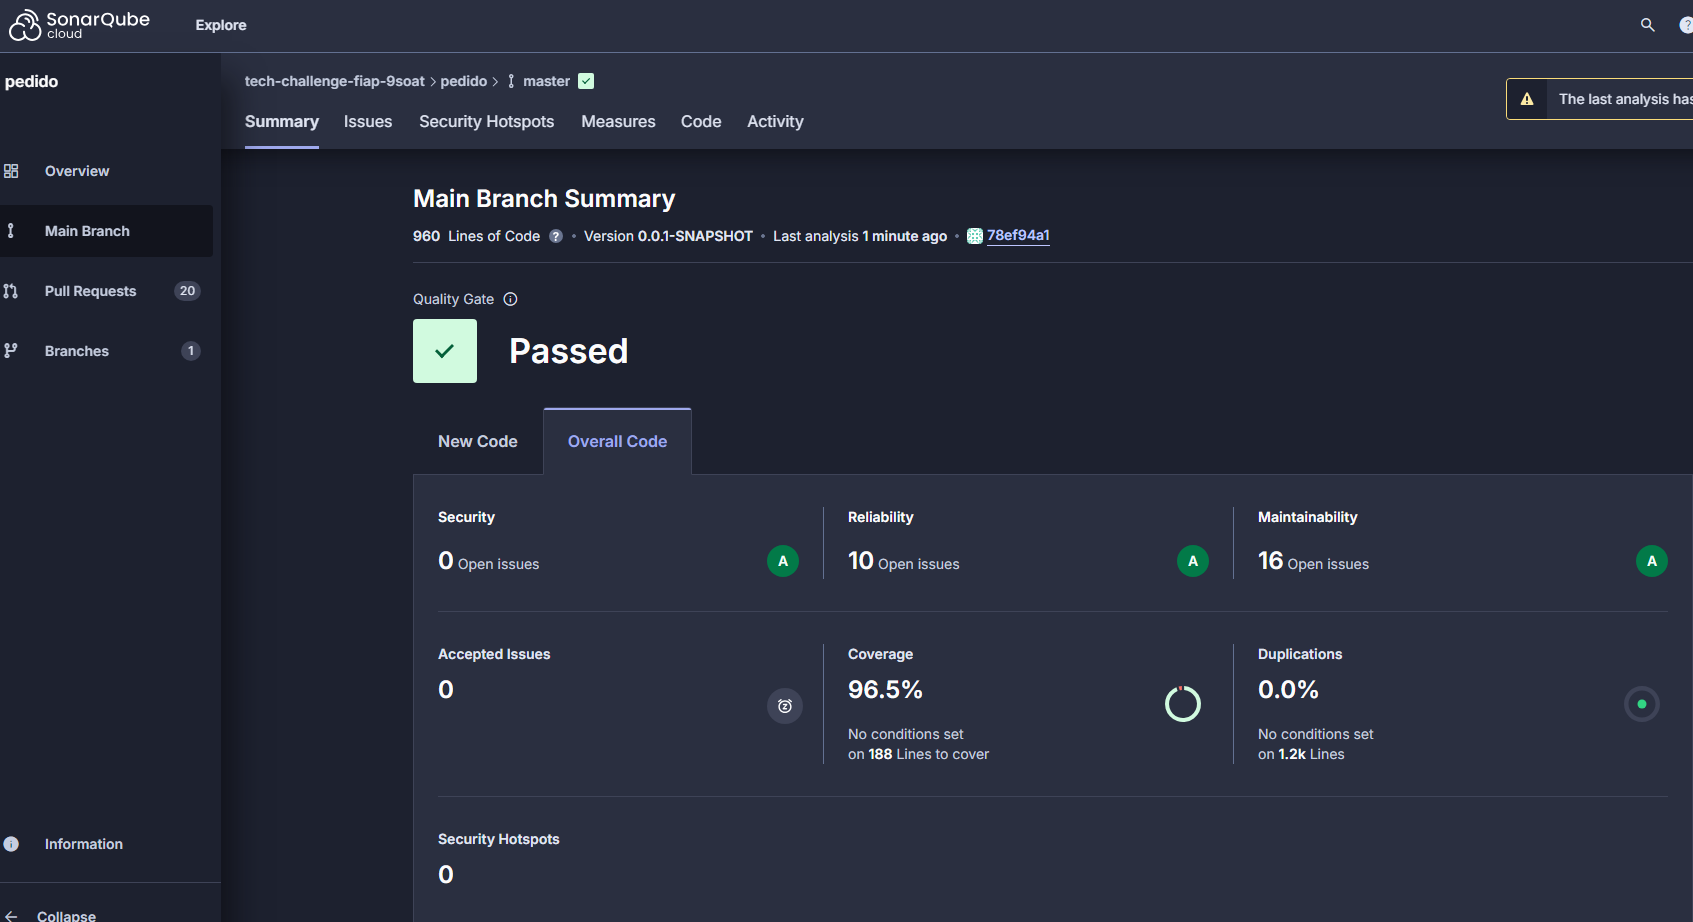 SonarQube
cloud
Explore
?
pedido
tech-challenge-fiap-9soat > pedido > master
The last analysis has
Summary Issues Security Hotspots Measures Code Activity
Overview
Main Branch
Pull Requests 20
Branches 1
Main Branch Summary
960 Lines of Code ? • Version 0.0.1-SNAPSHOT • Last analysis 1 minute ago • 78ef94a1
Quality Gate
Passed
New Code Overall Code
Security
0 Open issues A
Reliability
10 Open issues A
Maintainability
16 Open issues A
Accepted Issues
0
Coverage
96.5%
No conditions set
on 188 Lines to cover
Duplications
0.0%
No conditions set
on 1.2k Lines
Security Hotspots
0
Information
Collapse